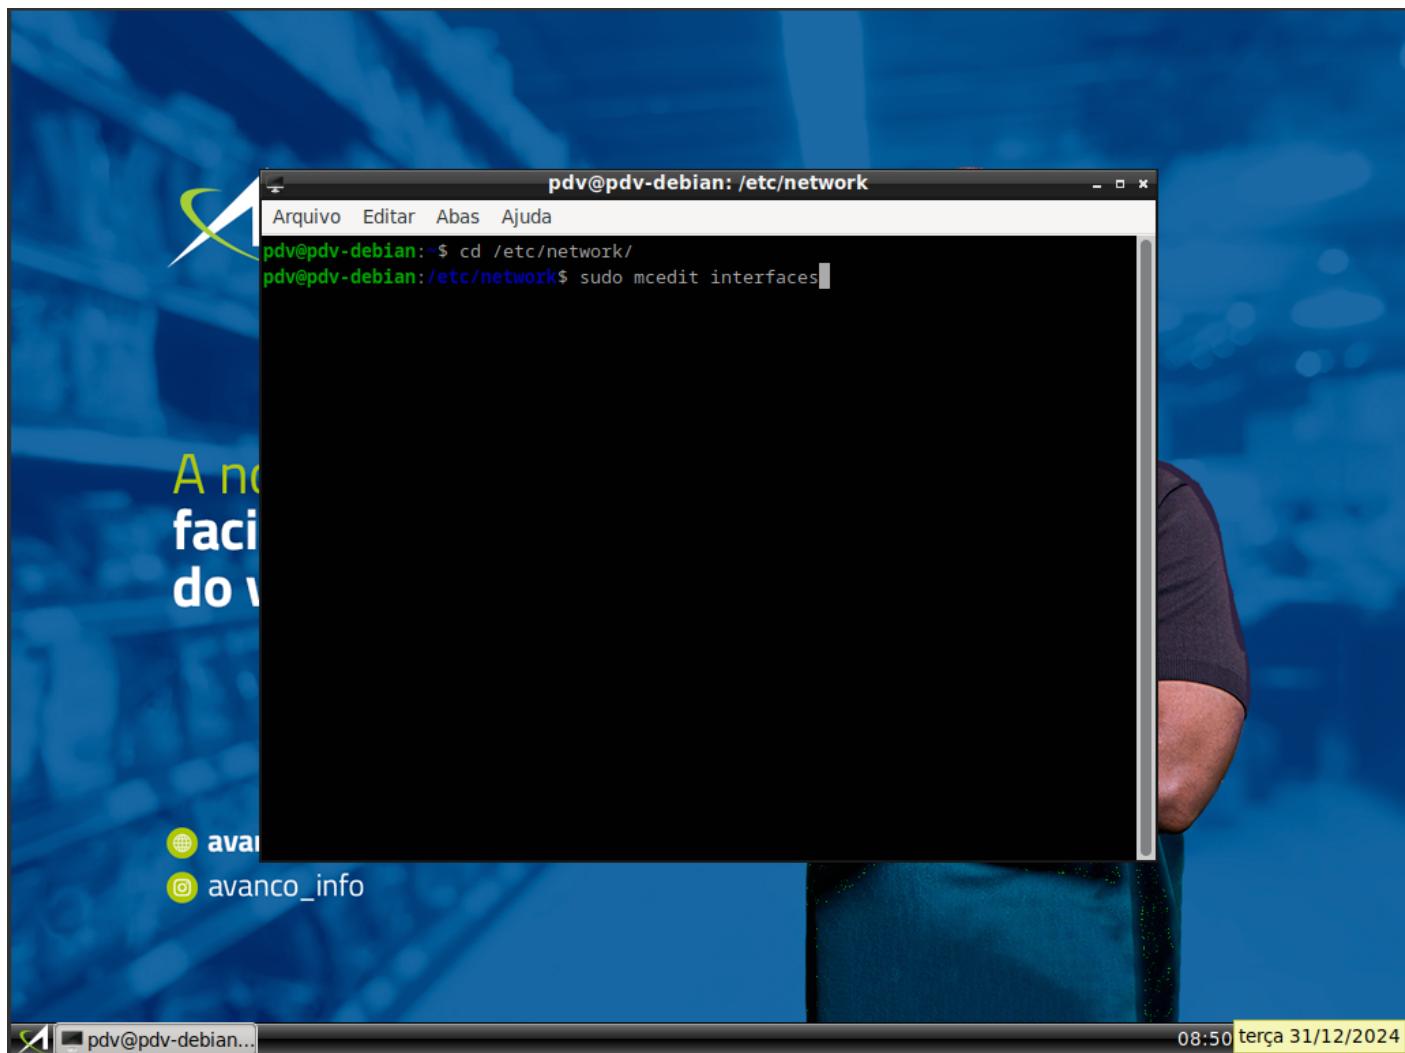 pdv@pdv-debian: /etc/network
Arquivo Editar Abas Ajuda
pdv@pdv-debian:~$ cd /etc/network/
pdv@pdv-debian:/etc/network$ sudo mcedit interfaces
A no
faci
do v
avan
avanco_info
pdv@pdv-debian...
08:50
terça 31/12/2024